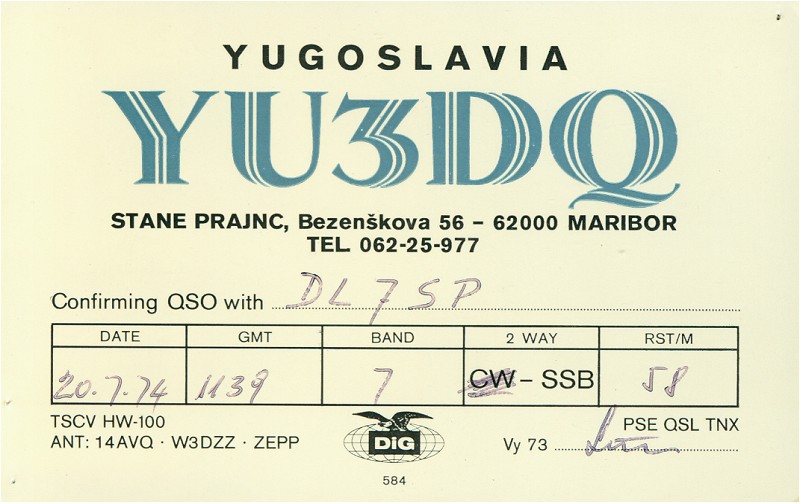 YUGOSLAVIA
YU3DQ
STANE PRAJNC, Bezenškova 56 – 62000 MARIBOR
TEL. 062-25-977
Confirming QSO with DL7SP
DATE GMT BAND 2 WAY RST/M
20.7.74 1139 7 CW – SSB 58
TSCV HW-100
PSE QSL TNX
ANT: 14AVQ · W3DZZ · ZEPP
DiG
Vy 73
584